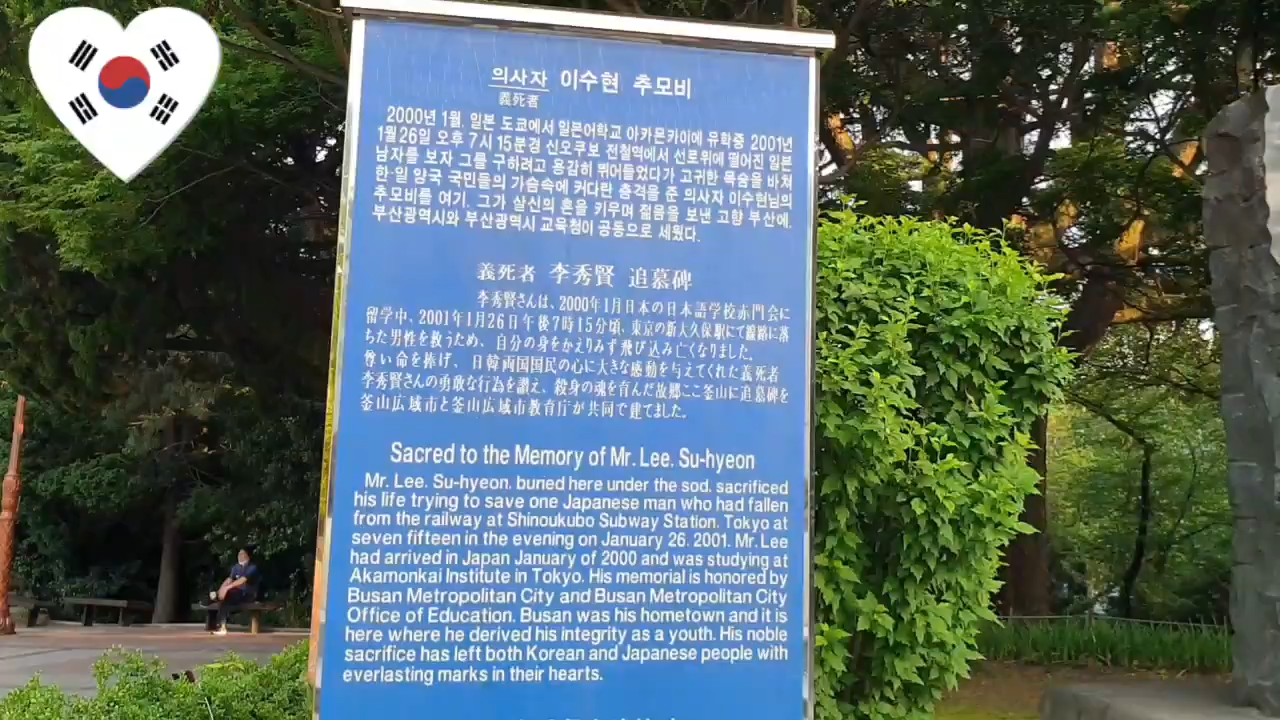 의사자 이수현 추모비
義死者
2000년 1월, 일본 도쿄에서 일본어학교 아카몬카이에 유학중 2001년
1월 26일 오후 7시 15분경 신오쿠보 전철역에서 선로위에 떨어진 일본
남자를 보자 그를 구하려고 용감히 뛰어들었다가 고귀한 목숨을 바쳐
한·일 양국 국민들의 가슴속에 커다란 충격을 준 의사자 이수현님의
추모비를 여기, 그가 살신의 혼을 키우며 젊음을 보낸 고향 부산에,
부산광역시와 부산광역시 교육청이 공동으로 세웠다.
義死者 李秀賢 追墓碑
李秀賢さんは、2000年1月日本の日本語学校赤門会に
留学中、2001年1月26日午後7時15分頃、東京の新大久保駅にて線路に落
ちた男性を救うため、自分の身をかえりみず飛び込み亡くなりました。
尊い命を捧げ、日韓両国国民の心に大きな感動を与えてくれた義死者
李秀賢さんの勇敢な行為を讃え、殺身の魂を育んだ故郷ここ釜山に追墓碑を
釜山広域市と釜山広域市教育庁が共同で建てました。
Sacred to the Memory of Mr. Lee. Su-hyeon
Mr. Lee. Su-hyeon. buried here under the sod. sacrificed
his life trying to save one Japanese man who had fallen
from the railway at Shinoukubo Subway Station. Tokyo at
seven fifteen in the evening on January 26. 2001. Mr. Lee
had arrived in Japan January of 2000 and was studying at
Akamonkai Institute in Tokyo. His memorial is honored by
Busan Metropolitan City and Busan Metropolitan City
Office of Education. Busan was his hometown and it is
here where he derived his integrity as a youth. His noble
sacrifice has left both Korean and Japanese people with
everlasting marks in their hearts.